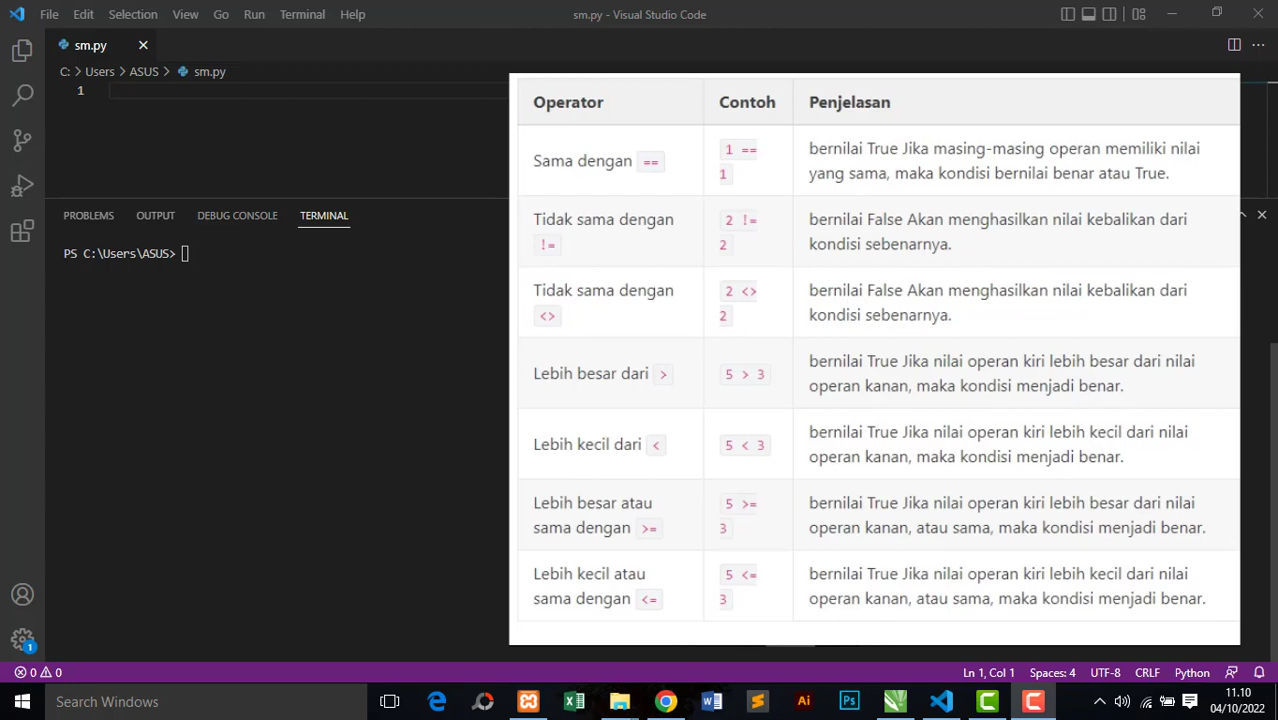 File Edit Selection View Go Run Terminal Help
sm.py - Visual Studio Code
sm.py
C: > Users > ASUS > sm.py
1
PROBLEMS OUTPUT DEBUG CONSOLE TERMINAL
PS C:\Users\ASUS>
Operator Contoh Penjelasan
Sama dengan ==
1 ==
1
bernilai True Jika masing-masing operan memiliki nilai
yang sama, maka kondisi bernilai benar atau True.
Tidak sama dengan
!=
2 !=
2
bernilai False Akan menghasilkan nilai kebalikan dari
kondisi sebenarnya.
Tidak sama dengan
<>
2 <>
2
bernilai False Akan menghasilkan nilai kebalikan dari
kondisi sebenarnya.
Lebih besar dari >
5 > 3
bernilai True Jika nilai operan kiri lebih besar dari nilai
operan kanan, maka kondisi menjadi benar.
Lebih kecil dari <
5 < 3
bernilai True Jika nilai operan kiri lebih kecil dari nilai
operan kanan, maka kondisi menjadi benar.
Lebih besar atau
sama dengan >=
5 >=
3
bernilai True Jika nilai operan kiri lebih besar dari nilai
operan kanan, atau sama, maka kondisi menjadi benar.
Lebih kecil atau
sama dengan <=
5 <=
3
bernilai True Jika nilai operan kiri lebih kecil dari nilai
operan kanan, atau sama, maka kondisi menjadi benar.
1
0 0
Ln 1, Col 1 Spaces: 4 UTF-8 CRLF Python
Search Windows
Ai
Ps
11.10
04/10/2022